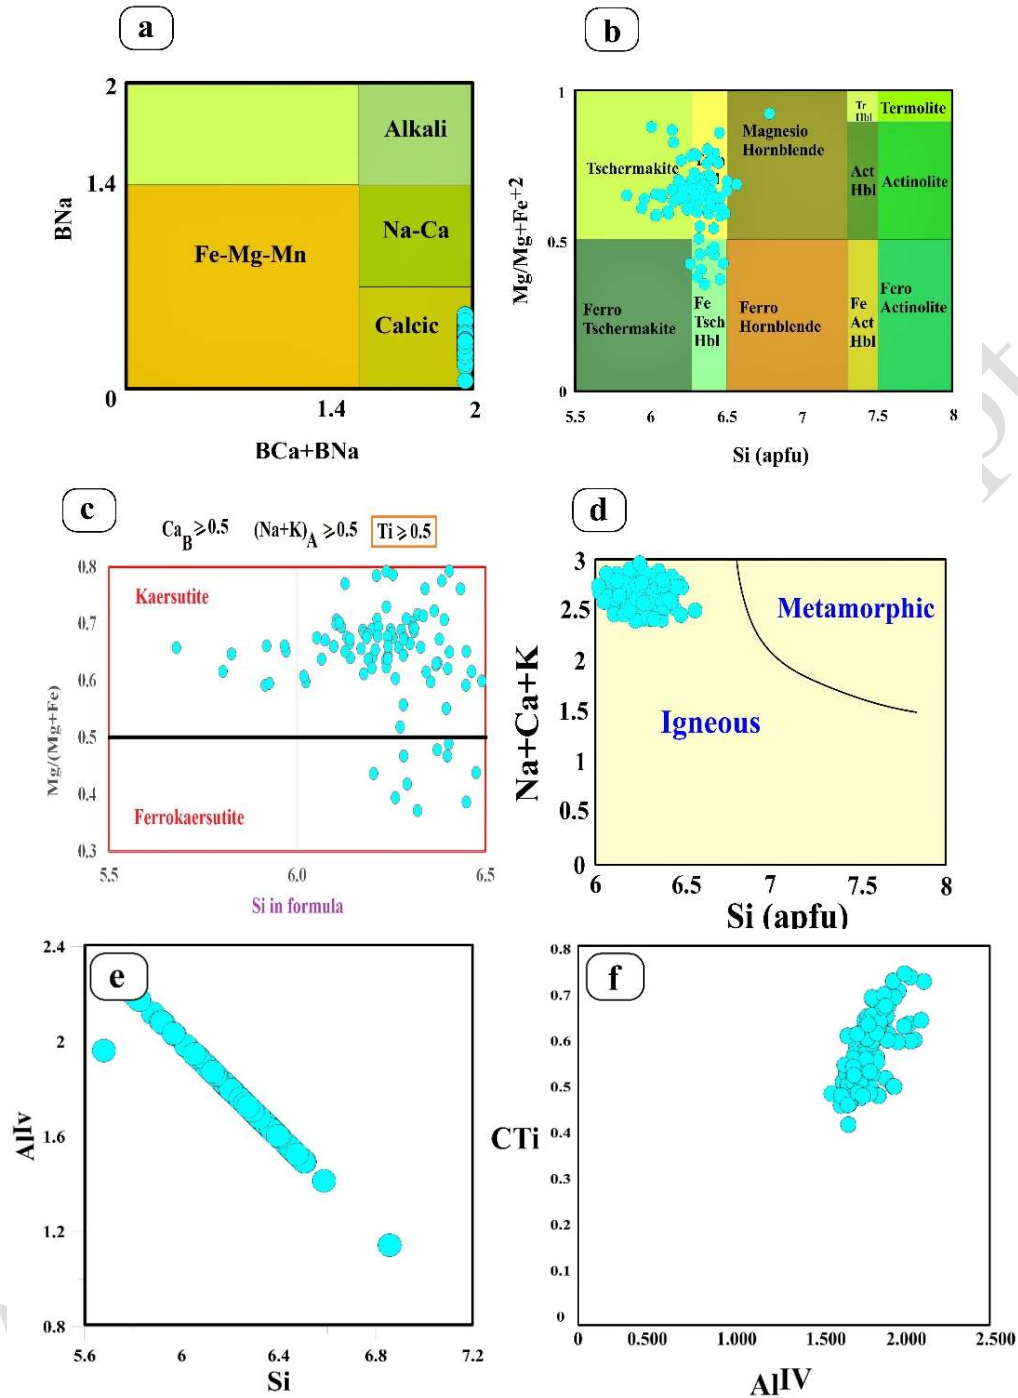 a
2
1.4
0
BNa
Alkali
Na-Ca
Fe-Mg-Mn
Calcic
1.4
2
BCa+BNa
b
1
0.5
0
Mg/Mg+Fe+2
Tschermakite
Magnesio
Hornblende
Tr
Hbl
Termolite
Act
Hbl
Actinolite
Ferro
Tschermakite
Fe
Tsch
Hbl
Ferro
Hornblende
Fe
Act
Hbl
Fcro
Actinolite
5.5
6
6.5
7
7.5
8
Si (apfu)
c
CaB ⩾0.5
(Na+K)A ⩾0.5
Ti⩾0.5
0.8
0.7
0.6
0.5
0.4
0.3
Mg/(Mg+Fe)
Kaersutite
Ferrokaersutite
5.5
6.0
6.5
Si in formula
d
3
2.5
2
1.5
1
0.5
0
Na+Ca+K
Metamorphic
Igneous
6
6.5
7
7.5
8
Si (apfu)
e
2.4
2
1.6
1.2
0.8
AlIv
5.6
6
6.4
6.8
7.2
Si
f
0.8
0.7
0.6
0.5
0.4
0.3
0.2
0.1
0
CTi
0
0.500
1.000
1.500
2.000
2.500
AlIV